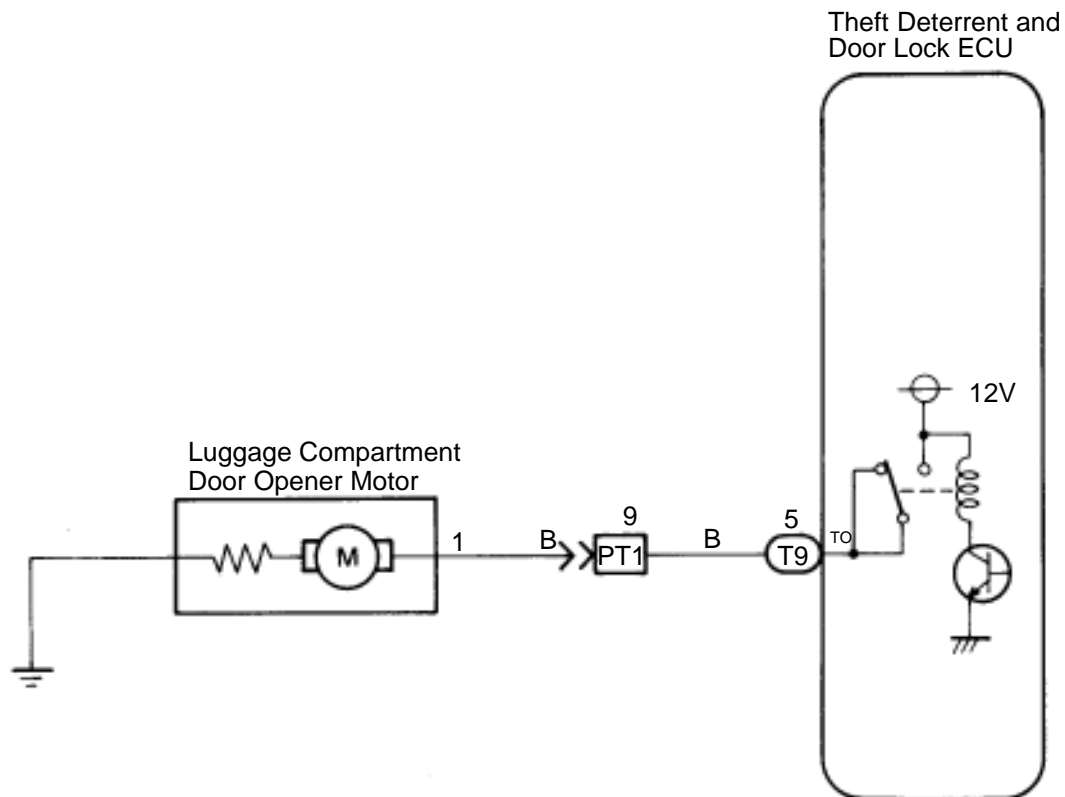 Theft Deterrent and
Door Lock ECU
12V
Luggage Compartment
Door Opener Motor
M
1
B
9
PT1
B
5
T9
TO